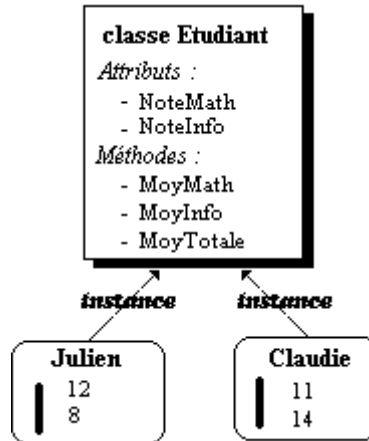 classe Etudiant
Attributs :
- NoteMath
- NoteInfo
Méthodes :
- MoyMath
- MoyInfo
- MoyTotale
instance instance
Julien
12
8
Claudie
11
14